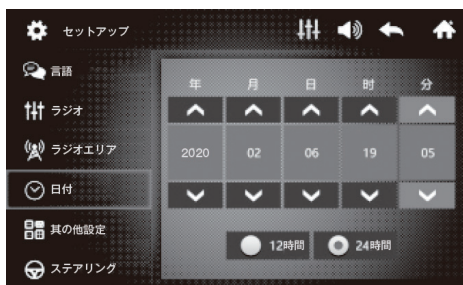 セットアップ
言語
ラジオ
ラジオエリア
日付
其の他設定
ステアリング
年 月 日 时 分
2020 02 06 19 05
12時間 24時間